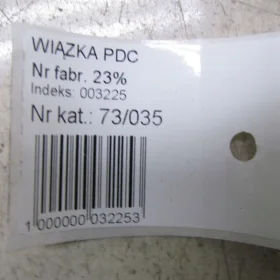 WIĄZKA PDC
Nr fabr. 23%
Indeks: 003225
Nr kat.: 73/035
1 000000 032253